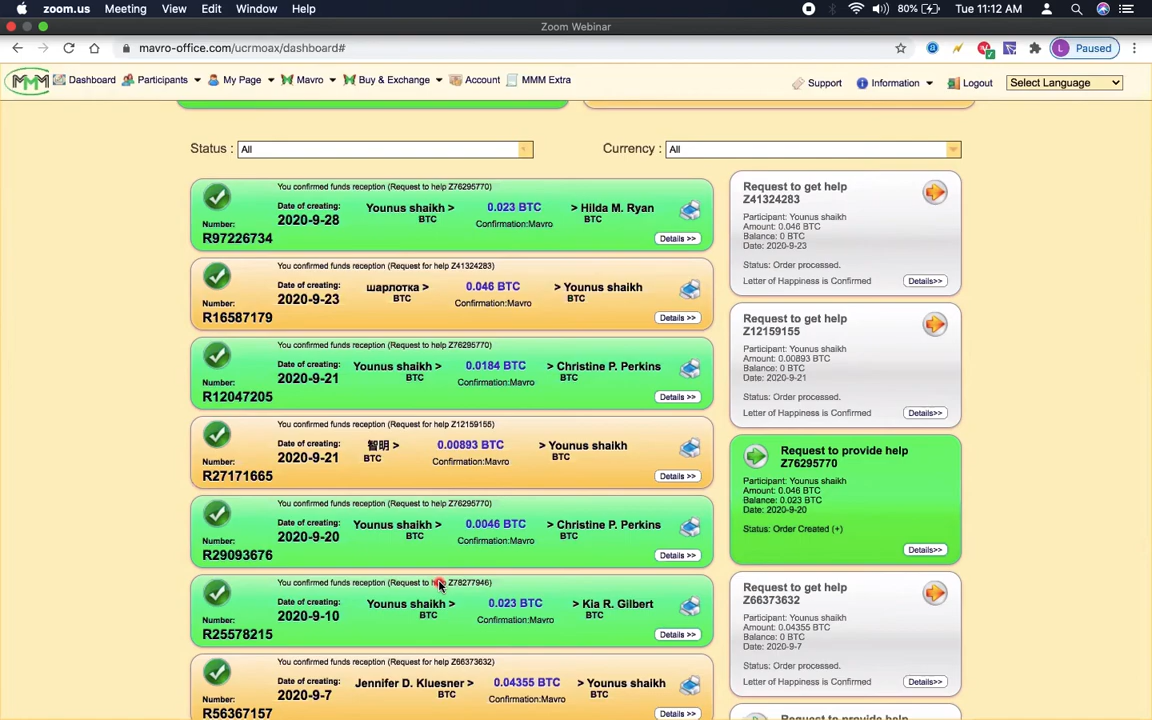 zoom.us Meeting View Edit Window Help 80% Tue 11:12 AM
Zoom Webinar
mavro-office.com/ucrmoax/dashboard# L Paused
MMM Dashboard Participants My Page Mavro Buy & Exchange Account MMM Extra Support Information Logout Select Language
Status : All Currency : All
You confirmed funds reception (Request to help Z76295770)
Date of creating:
2020-9-28
Younus shaikh > 0.023 BTC > Hilda M. Ryan
BTC Confirmation:Mavro BTC
Number:
R97226734
Details >>
You confirmed funds reception (Request for help Z41324283)
Date of creating:
2020-9-23
шарлотка > 0.046 BTC > Younus shaikh
BTC Confirmation:Mavro BTC
Number:
R16587179
Details >>
You confirmed funds reception (Request to help Z76295770)
Date of creating:
2020-9-21
Younus shaikh > 0.0184 BTC > Christine P. Perkins
BTC Confirmation:Mavro BTC
Number:
R12047205
Details >>
You confirmed funds reception (Request for help Z12159155)
Date of creating:
2020-9-21
智明 > 0.00893 BTC > Younus shaikh
BTC Confirmation:Mavro BTC
Number:
R27171665
Details >>
You confirmed funds reception (Request to help Z76295770)
Date of creating:
2020-9-20
Younus shaikh > 0.0046 BTC > Christine P. Perkins
BTC Confirmation:Mavro BTC
Number:
R29093676
Details >>
You confirmed funds reception (Request to help Z78277946)
Date of creating:
2020-9-10
Younus shaikh > 0.023 BTC > Kia R. Gilbert
BTC Confirmation:Mavro BTC
Number:
R25578215
Details >>
You confirmed funds reception (Request for help Z66373632)
Date of creating:
2020-9-7
Jennifer D. Kluesner > 0.04355 BTC > Younus shaikh
BTC Confirmation:Mavro BTC
Number:
R56367157
Details >>
Request to get help
Z41324283
Participant: Younus shaikh
Amount: 0.046 BTC
Balance: 0 BTC
Date: 2020-9-23
Status: Order processed.
Letter of Happiness is Confirmed Details>>
Request to get help
Z12159155
Participant: Younus shaikh
Amount: 0.00893 BTC
Balance: 0 BTC
Date: 2020-9-21
Status: Order processed.
Letter of Happiness is Confirmed Details>>
Request to provide help
Z76295770
Participant: Younus shaikh
Amount: 0.046 BTC
Balance: 0.023 BTC
Date: 2020-9-20
Status: Order Created (+)
Details>>
Request to get help
Z66373632
Participant: Younus shaikh
Amount: 0.04355 BTC
Balance: 0 BTC
Date: 2020-9-7
Status: Order processed.
Letter of Happiness is Confirmed Details>>
Request to provide help